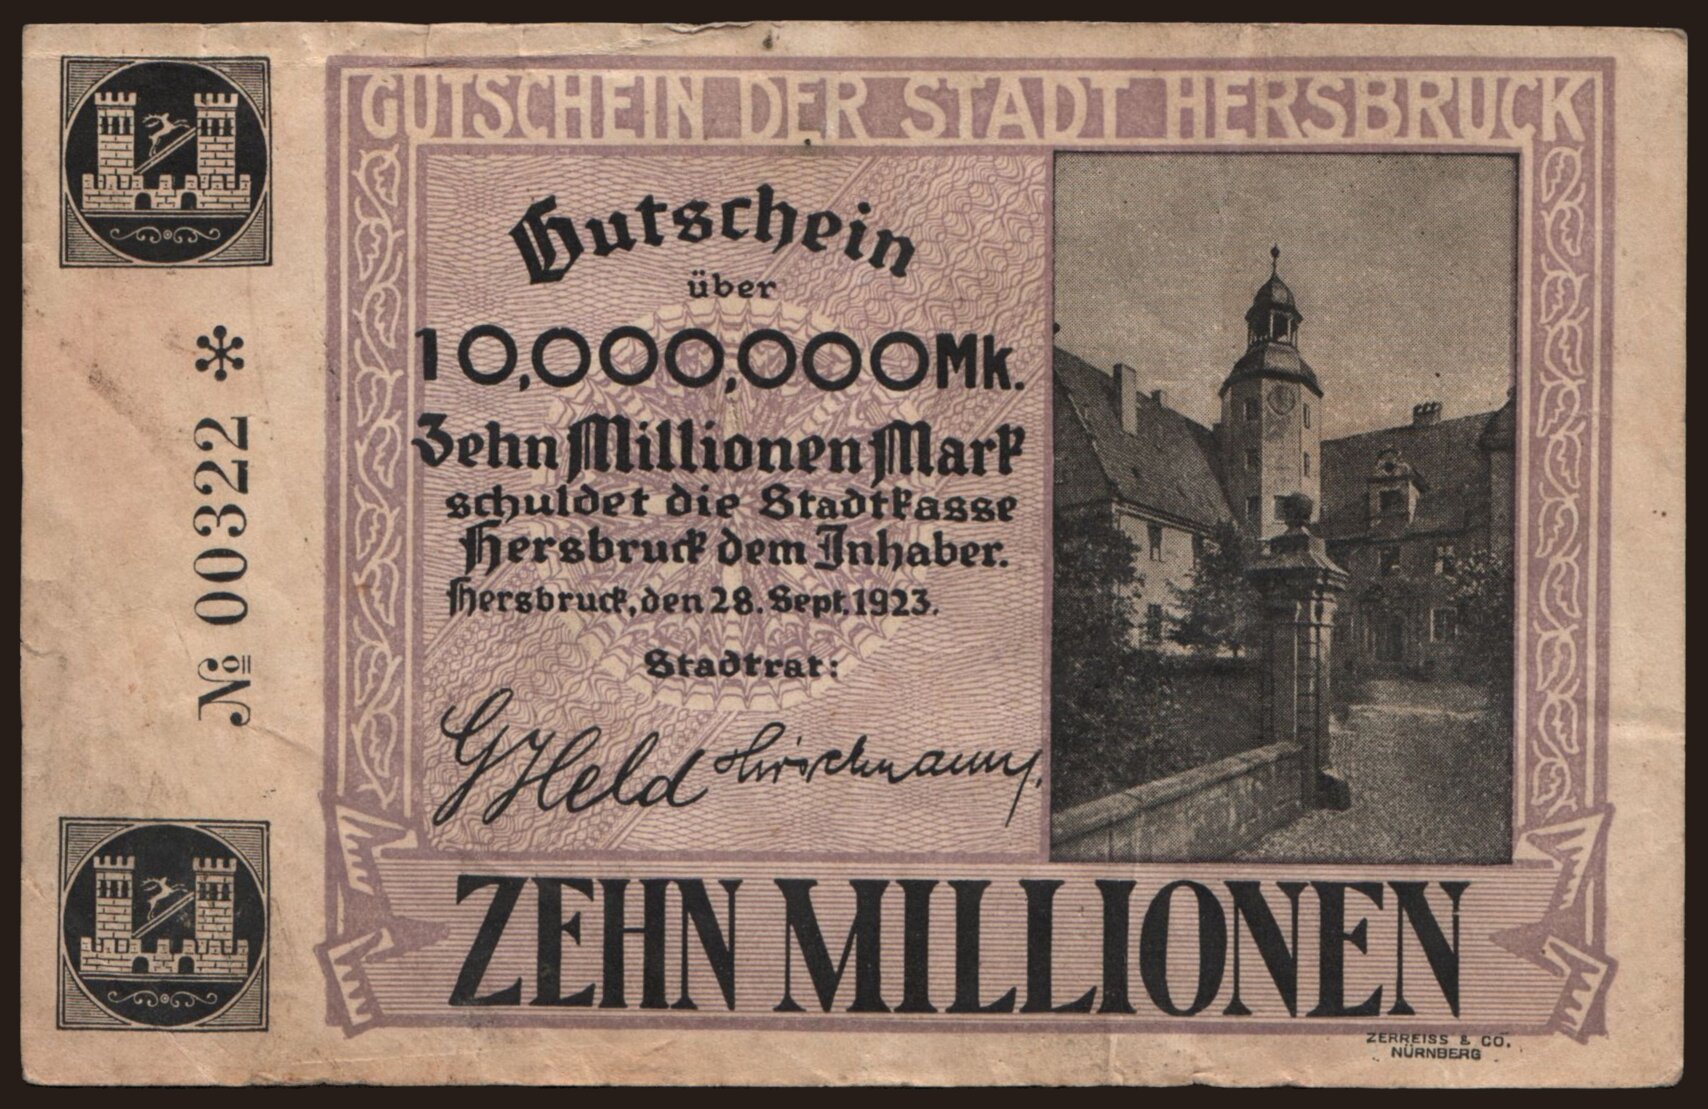 GUTSCHEIN DER STADT HERSBRUCK
Gutschein
über
10,000,000 Mk.
Zehn Millionen Mark
schuldet die Stadtkasse
Hersbruck dem Inhaber.
Hersbruck, den 28. Sept. 1923.
Stadtrat:
G Held Hirschmann.
ZEHN MILLIONEN
ZERREISS & CO.
NÜRNBERG
№ 00322 *